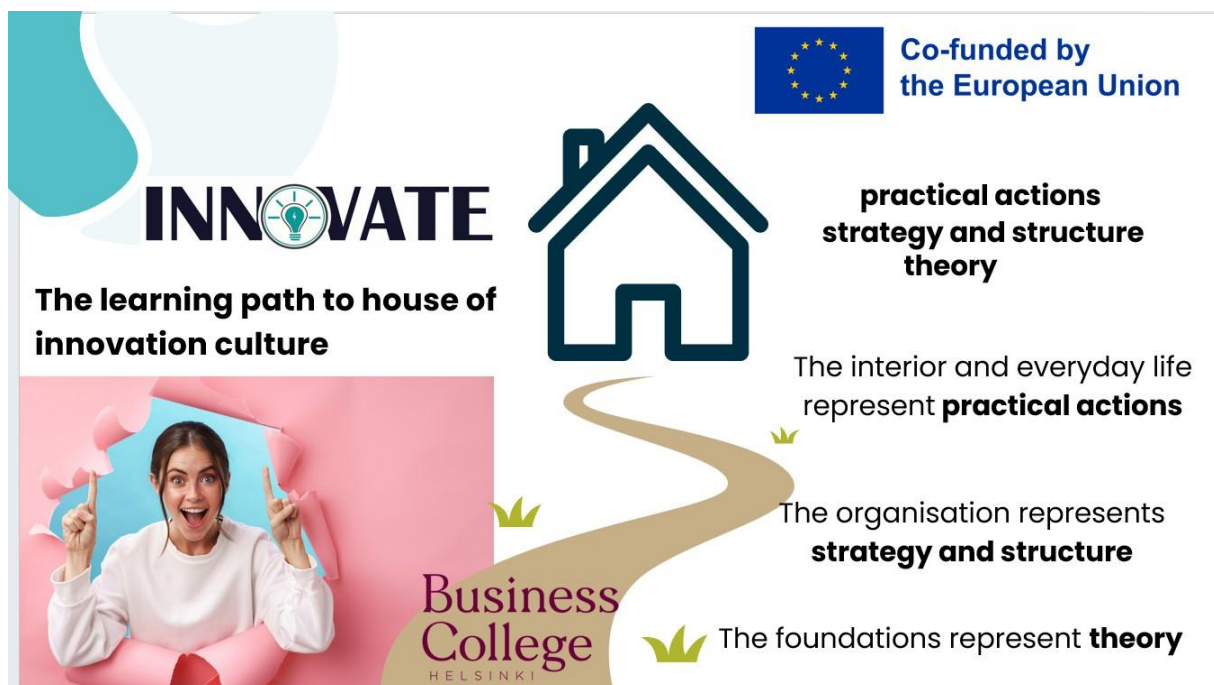 Co-funded by
the European Union
INNOVATE
The learning path to house of
innovation culture
practical actions
strategy and structure
theory
The interior and everyday life
represent practical actions
The organisation represents
strategy and structure
The foundations represent theory
Business
College
HELSINKI